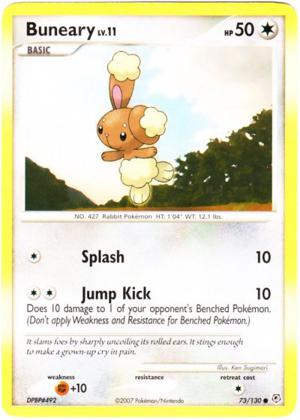 Buneary LV.11 HP 50
BASIC
NO. 427 Rabbit Pokémon HT: 1'04" WT: 12.1 lbs.
Splash 10
Jump Kick 10
Does 10 damage to 1 of your opponent's Benched Pokémon.
(Don't apply Weakness and Resistance for Benched Pokémon.)
It slams foes by sharply uncoiling its rolled ears. It stings enough
to make a grown-up cry in pain.
Illus. Ken Sugimori
weakness resistance retreat cost
+10
DPBP#492 ©2007 Pokémon/Nintendo 73/130